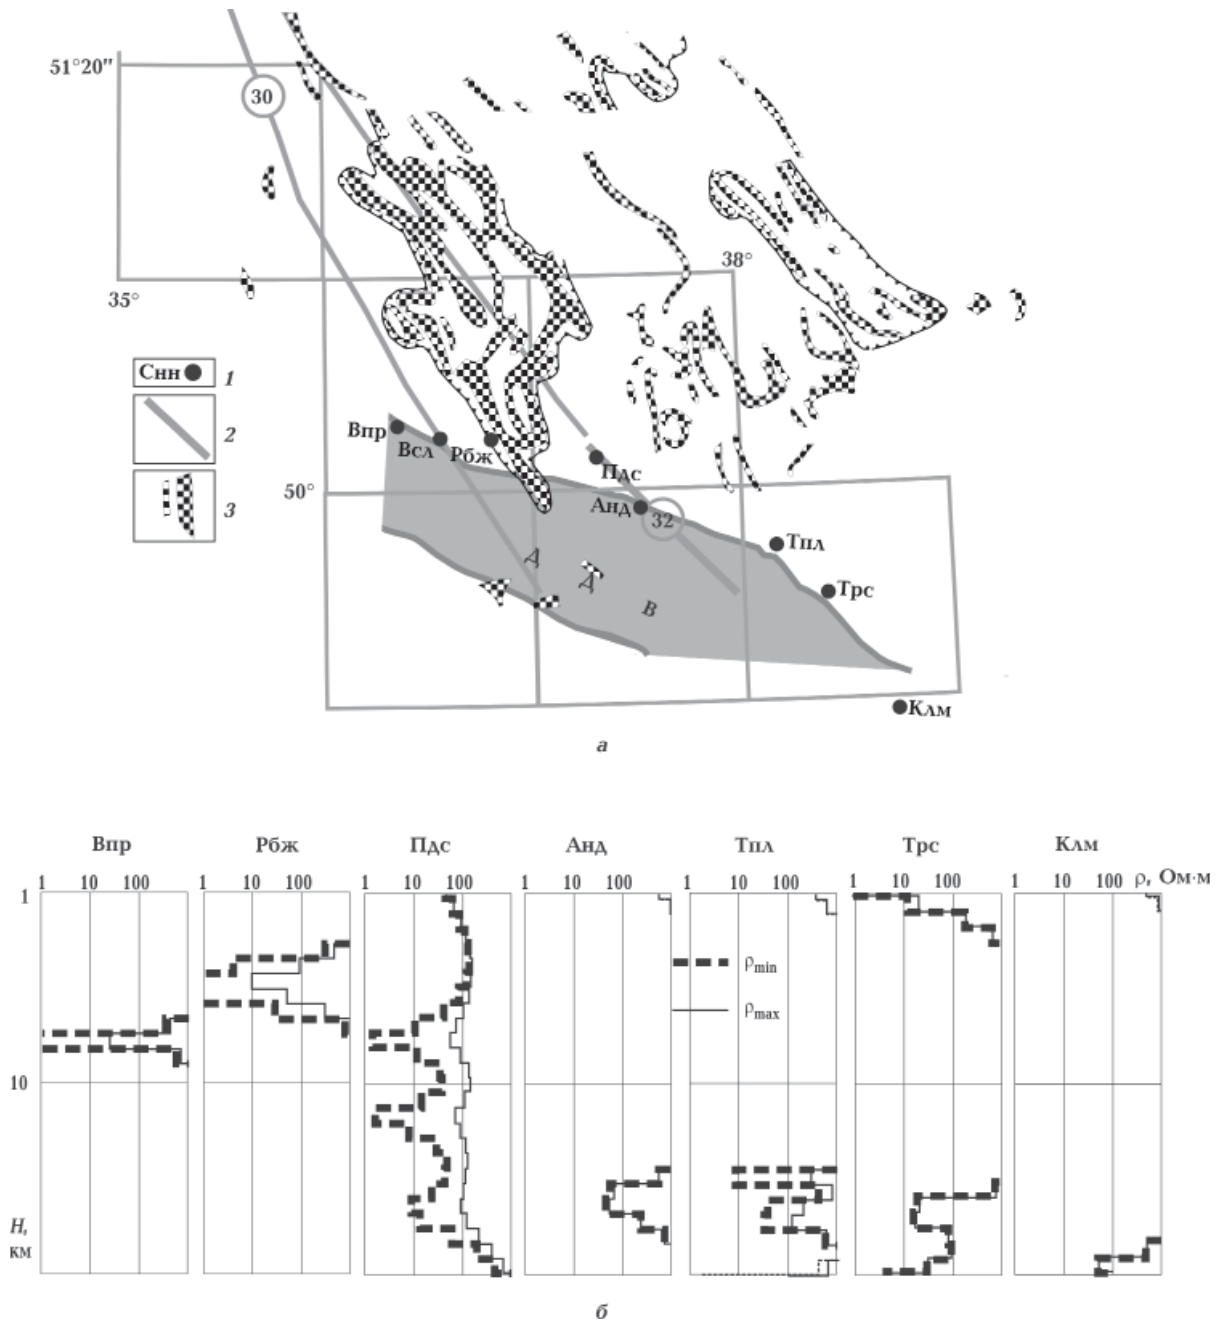 51°20″
30
38°
35°
Снн 1
2
3
Впр
Всл
Рбж
Пдс
50°
Анд
32
Тпл
Д
Д
В
Трс
Клм
а
Впр Рбж Пдс Анд Тпл Трс Клм
1 10 100 1 10 100 1 10 100 1 10 100 1 10 100 1 10 100 1 10 100 ρ, Ом·м
1
ρmin
ρmax
10
H,
км
б